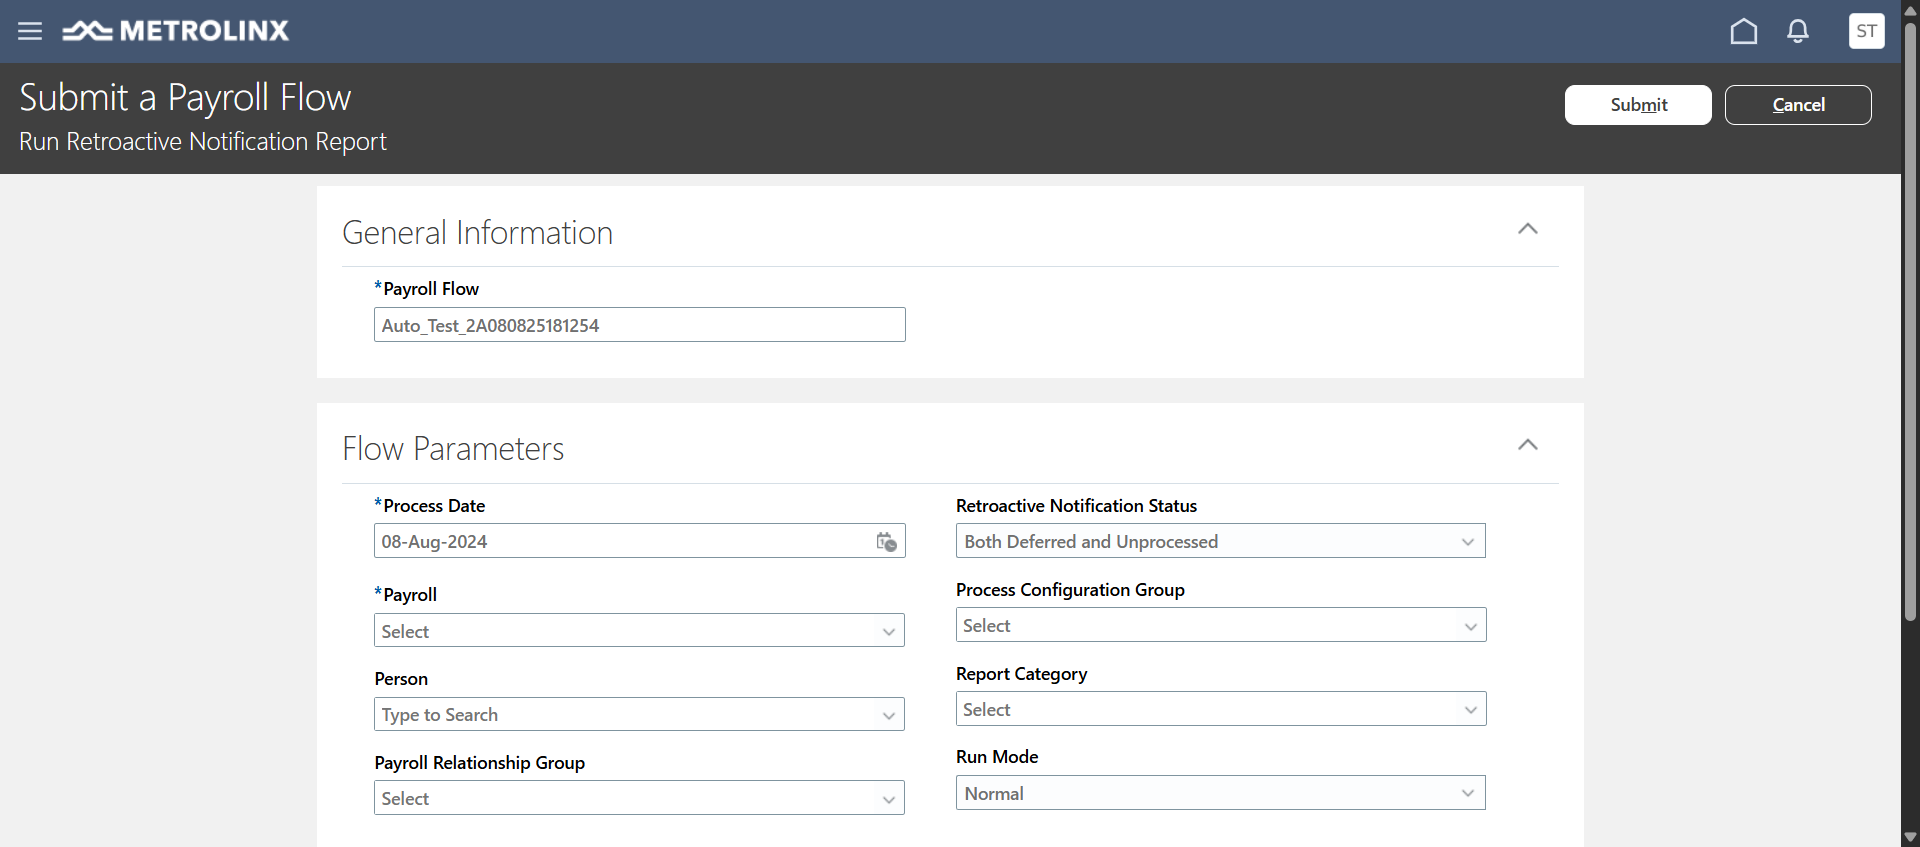 METROLINX
ST
Submit a Payroll Flow
Run Retroactive Notification Report
Submit
Cancel
General Information
*Payroll Flow
Auto_Test_2A080825181254
Flow Parameters
*Process Date
08-Aug-2024
*Payroll
Select
Person
Type to Search
Payroll Relationship Group
Select
Retroactive Notification Status
Both Deferred and Unprocessed
Process Configuration Group
Select
Report Category
Select
Run Mode
Normal